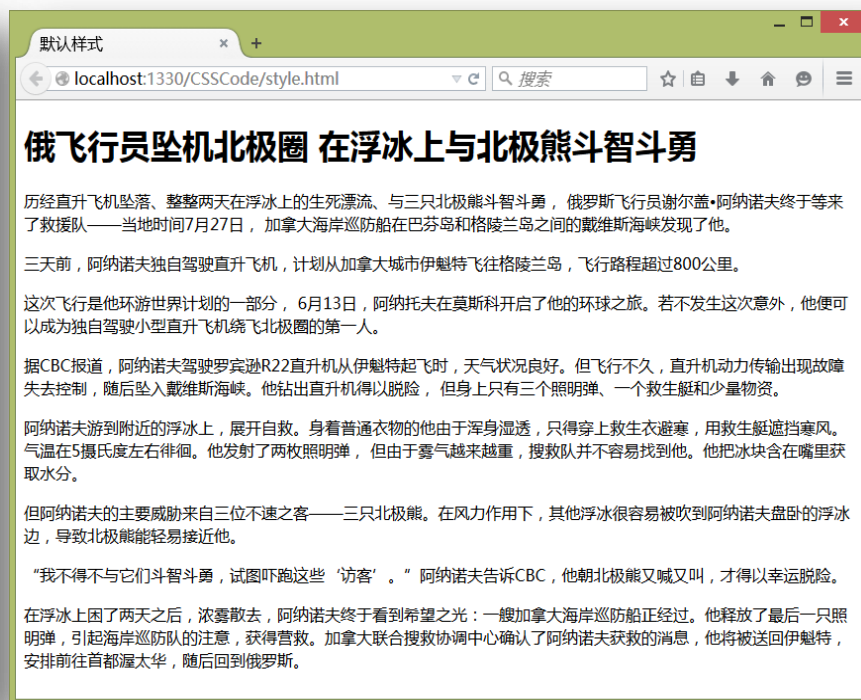 默认样式
localhost:1330/CSSCode/style.html
搜索
俄飞行员坠机北极圈 在浮冰上与北极熊斗智斗勇
历经直升飞机坠落、整整两天在浮冰上的生死漂流、与三只北极熊斗智斗勇， 俄罗斯飞行员谢尔盖•阿纳诺夫终于等来
了救援队——当地时间7月27日， 加拿大海岸巡防船在巴芬岛和格陵兰岛之间的戴维斯海峡发现了他。
三天前，阿纳诺夫独自驾驶直升飞机，计划从加拿大城市伊魁特飞往格陵兰岛，飞行路程超过800公里。
这次飞行是他环游世界计划的一部分， 6月13日，阿纳托夫在莫斯科开启了他的环球之旅。若不发生这次意外，他便可
以成为独自驾驶小型直升飞机绕飞北极圈的第一人。
据CBC报道，阿纳诺夫驾驶罗宾逊R22直升机从伊魁特起飞时，天气状况良好。但飞行不久，直升机动力传输出现故障
失去控制，随后坠入戴维斯海峡。他钻出直升机得以脱险， 但身上只有三个照明弹、一个救生艇和少量物资。
阿纳诺夫游到附近的浮冰上，展开自救。身着普通衣物的他由于浑身湿透，只得穿上救生衣避寒，用救生艇遮挡寒风。
气温在5摄氏度左右徘徊。他发射了两枚照明弹， 但由于雾气越来越重，搜救队并不容易找到他。他把冰块含在嘴里获
取水分。
但阿纳诺夫的主要威胁来自三位不速之客——三只北极熊。在风力作用下，其他浮冰很容易被吹到阿纳诺夫盘卧的浮冰
边，导致北极熊能轻易接近他。
“我不得不与它们斗智斗勇，试图吓跑这些‘访客’。”阿纳诺夫告诉CBC，他朝北极熊又喊又叫，才得以幸运脱险。
在浮冰上困了两天之后，浓雾散去，阿纳诺夫终于看到希望之光：一艘加拿大海岸巡防船正经过。他释放了最后一只照
明弹，引起海岸巡防队的注意，获得营救。加拿大联合搜救协调中心确认了阿纳诺夫获救的消息，他将被送回伊魁特，
安排前往首都渥太华，随后回到俄罗斯。